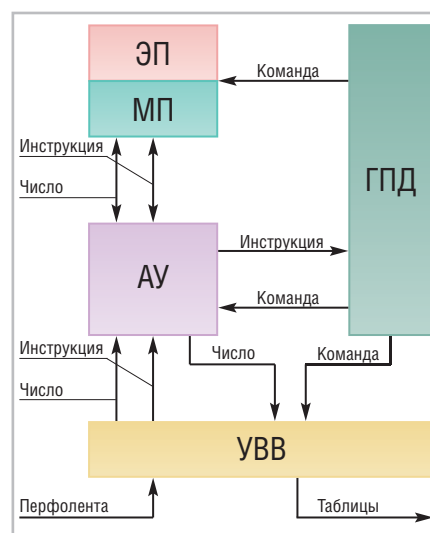 ЭП
Команда
МП
Инструкция
ГПД
Число
Инструкция
АУ
Команда
Инструкция
Число
Команда
Число
УВВ
Перфолента
Таблицы